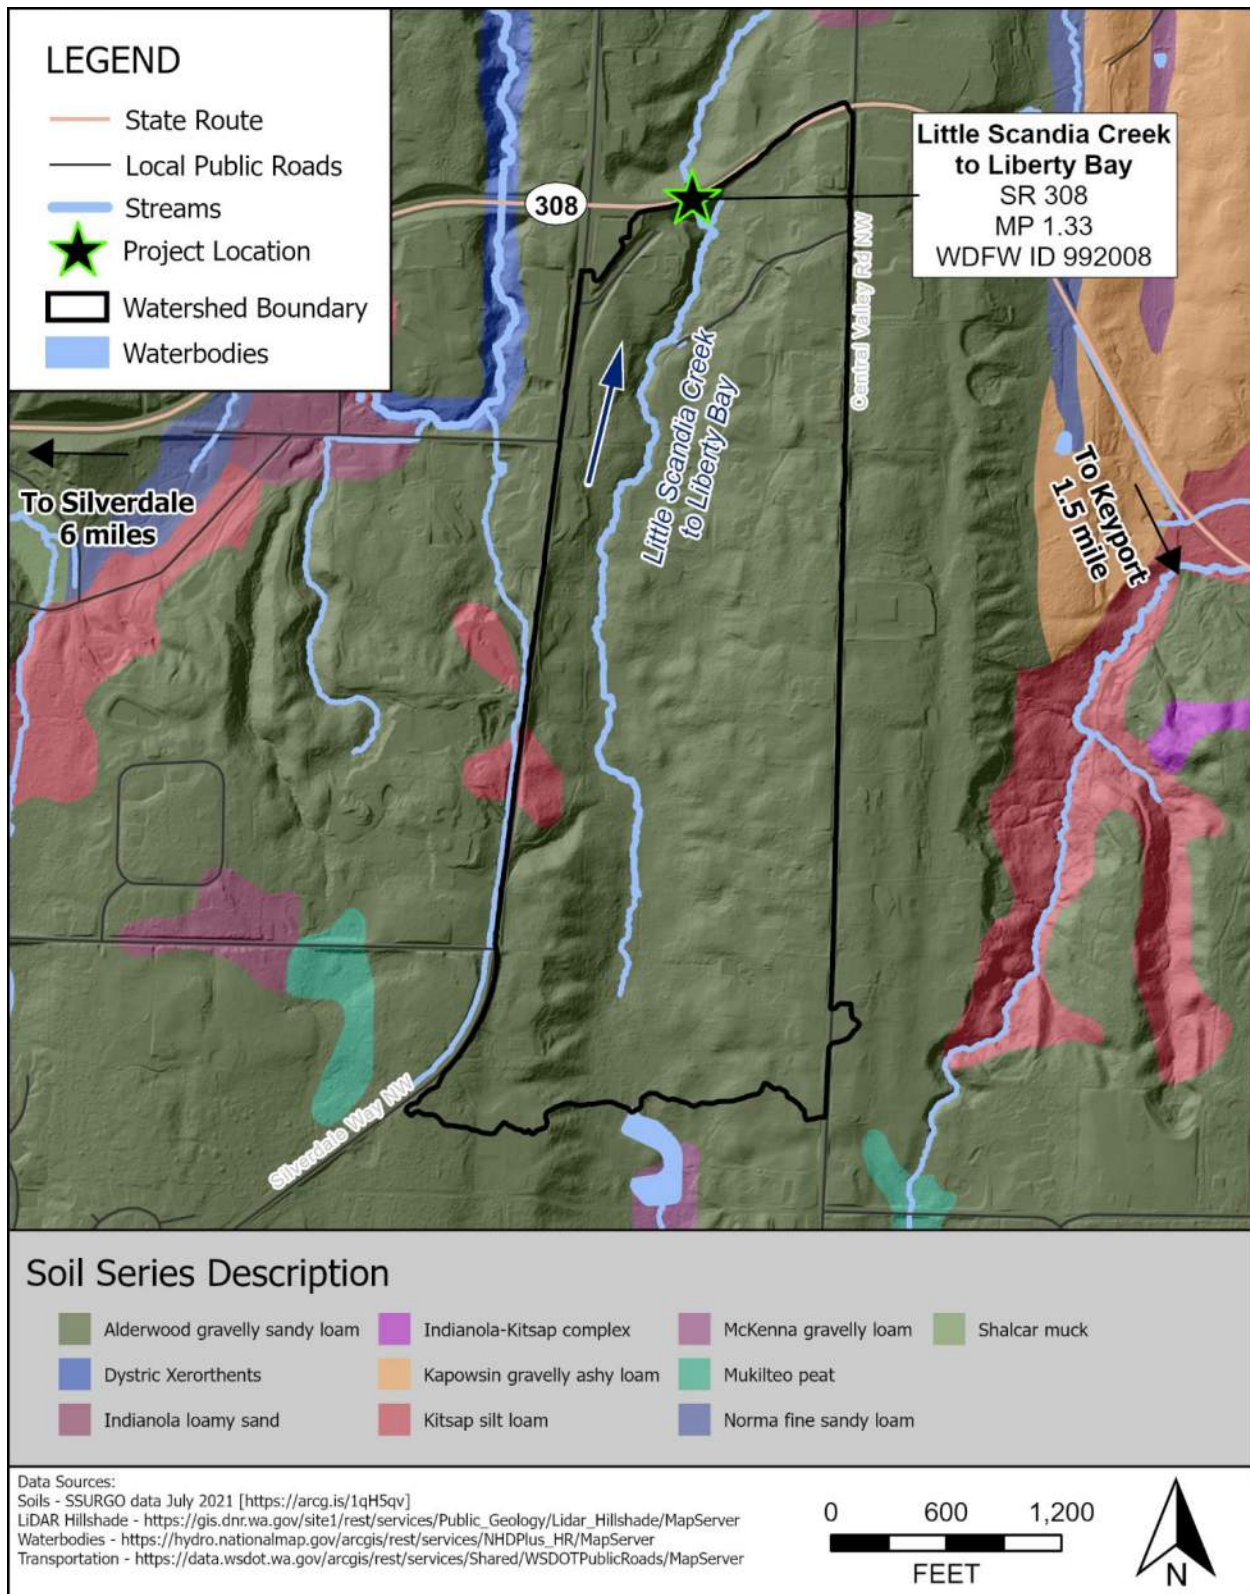 LEGEND
State Route
Local Public Roads
Streams
Project Location
Watershed Boundary
Waterbodies
308
Little Scandia Creek
to Liberty Bay
SR 308
MP 1.33
WDFW ID 992008
Central Valley Rd NW
Little Scandia Creek
to Liberty Bay
To Silverdale
6 miles
To Keyport
1.5 mile
Silverdale Way NW
Soil Series Description
Alderwood gravelly sandy loam
Dystric Xerorthents
Indianola loamy sand
Indianola-Kitsap complex
Kapowsin gravelly ashy loam
Kitsap silt loam
McKenna gravelly loam
Mukilteo peat
Norma fine sandy loam
Shalcar muck
Data Sources:
Soils - SSURGO data July 2021 [https://arcg.is/1qH5qv]
LiDAR Hillshade - https://gis.dnr.wa.gov/site1/rest/services/Public_Geology/Lidar_Hillshade/MapServer
Waterbodies - https://hydro.nationalmap.gov/arcgis/rest/services/NHDPlus_HR/MapServer
Transportation - https://data.wsdot.wa.gov/arcgis/rest/services/Shared/WSDOTPublicRoads/MapServer
0 600 1,200
FEET
N